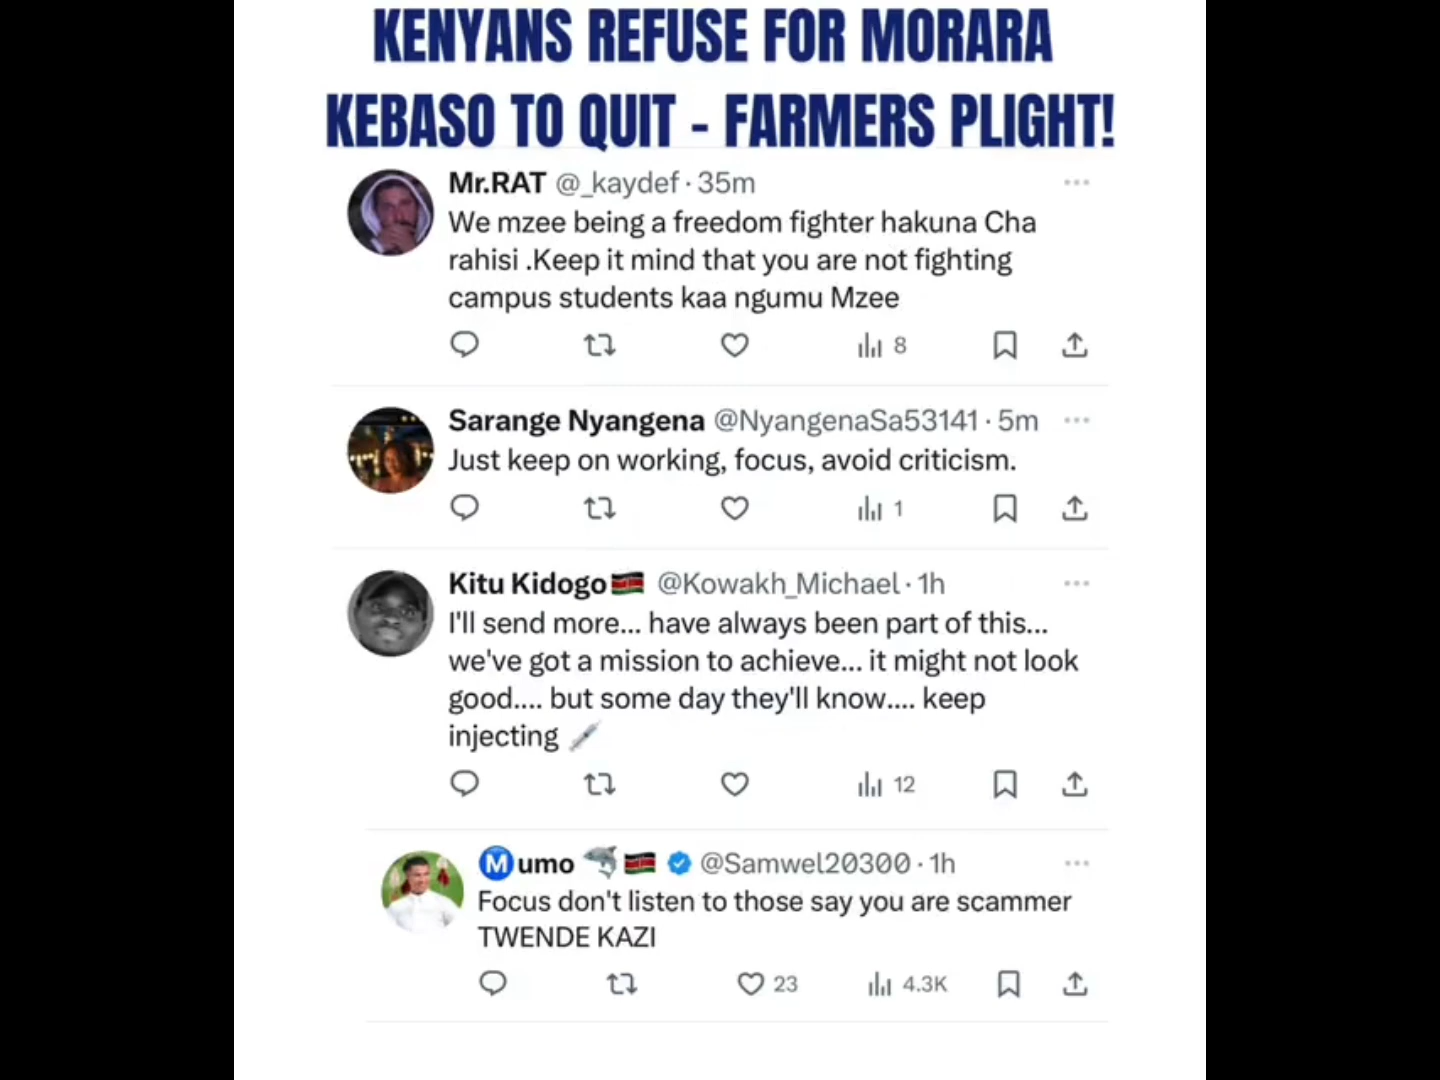 KENYANS REFUSE FOR MORARA
KEBASO TO QUIT - FARMERS PLIGHT!
Mr.RAT @_kaydef · 35m
We mzee being a freedom fighter hakuna Cha
rahisi .Keep it mind that you are not fighting
campus students kaa ngumu Mzee
8
Sarange Nyangena @NyangenaSa53141 · 5m
Just keep on working, focus, avoid criticism.
1
Kitu Kidogo🇰🇪 @Kowakh_Michael · 1h
I'll send more... have always been part of this...
we've got a mission to achieve... it might not look
good.... but some day they'll know.... keep
injecting 💉
12
Ⓜ️umo 🐬🇰🇪 @Samwel20300 · 1h
Focus don't listen to those say you are scammer
TWENDE KAZI
23 4.3K